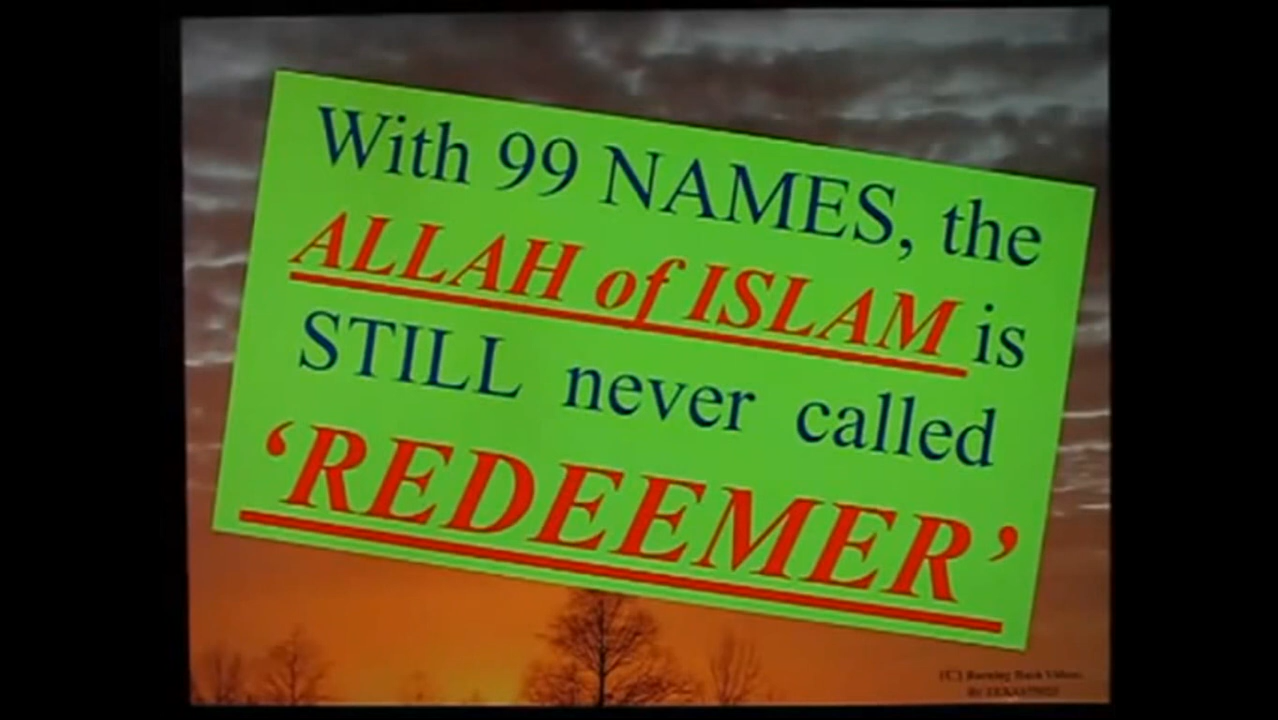 With 99 NAMES, the
ALLAH of ISLAM is
STILL never called
‘REDEEMER’